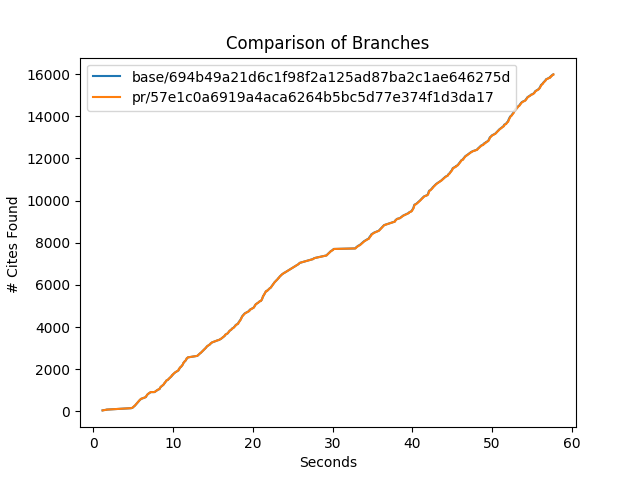 Comparison of Branches
base/694b49a21d6c1f98f2a125ad87ba2c1ae646275d
pr/57e1c0a6919a4aca6264b5bc5d77e374f1d3da17
# Cites Found
16000
14000
12000
10000
8000
6000
4000
2000
0
0 10 20 30 40 50 60
Seconds